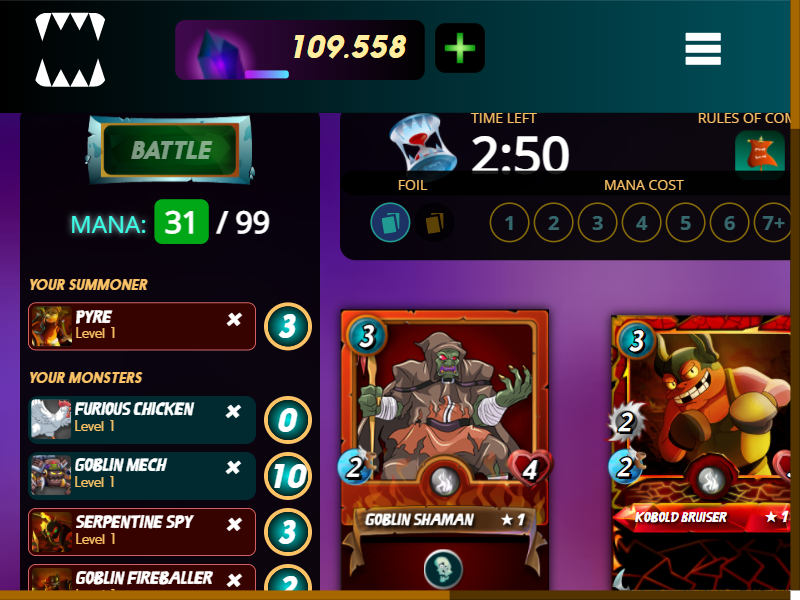 109.558
BATTLE
MANA: 31 / 99
YOUR SUMMONER
PYRE
Level 1
3
YOUR MONSTERS
FURIOUS CHICKEN
Level 1
0
GOBLIN MECH
Level 1
10
SERPENTINE SPY
Level 1
3
GOBLIN FIREBALLER
2
TIME LEFT
2:50
RULES OF COM
FOIL
MANA COST
1 2 3 4 5 6 7+
3
2
4
GOBLIN SHAMAN ★ 1
3
2
2
KOBOLD BRUISER ★ 1